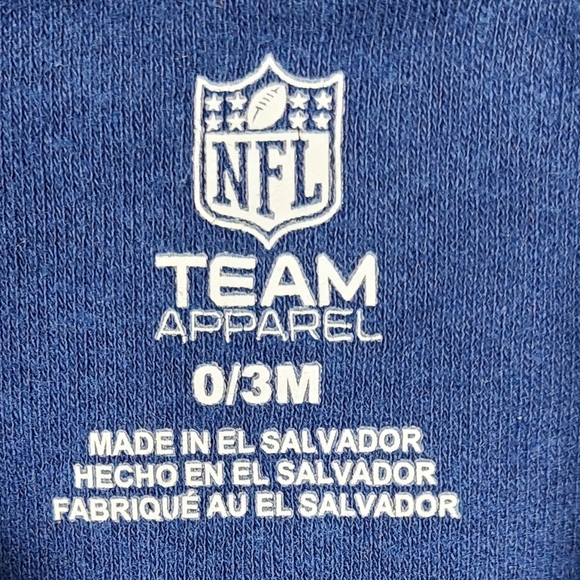 NFL
TEAM
APPAREL
0/3M
MADE IN EL SALVADOR
HECHO EN EL SALVADOR
FABRIQUÉ AU EL SALVADOR